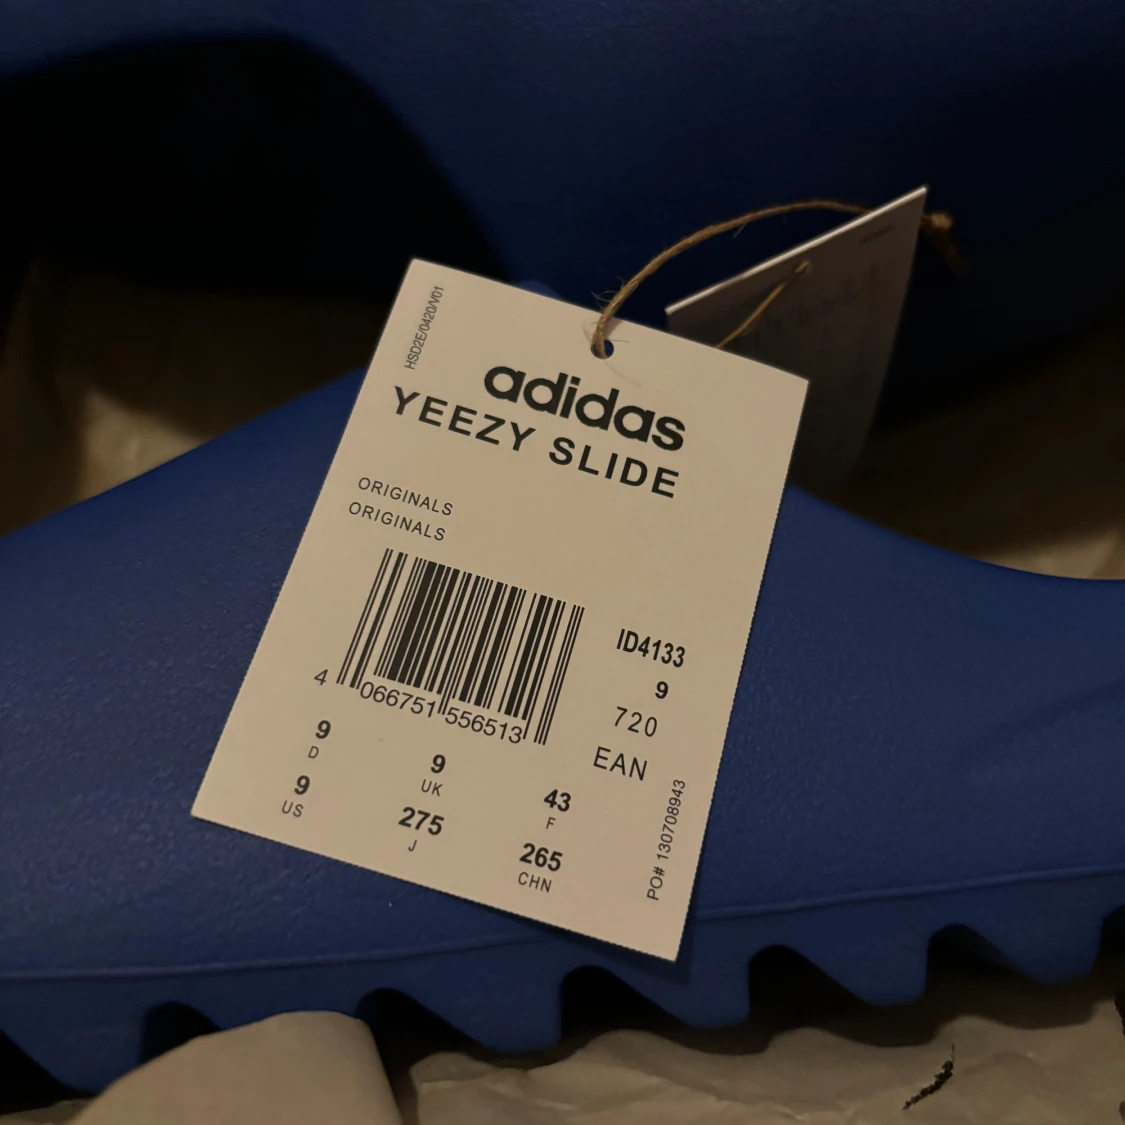 HSD2E/0420/V01
adidas
YEEZY SLIDE
ORIGINALS
ORIGINALS
ID4133
9
720
EAN
4 066751 556513
9 D
9 UK
43 F
9 US
275 J
265 CHN
PO# 130708943